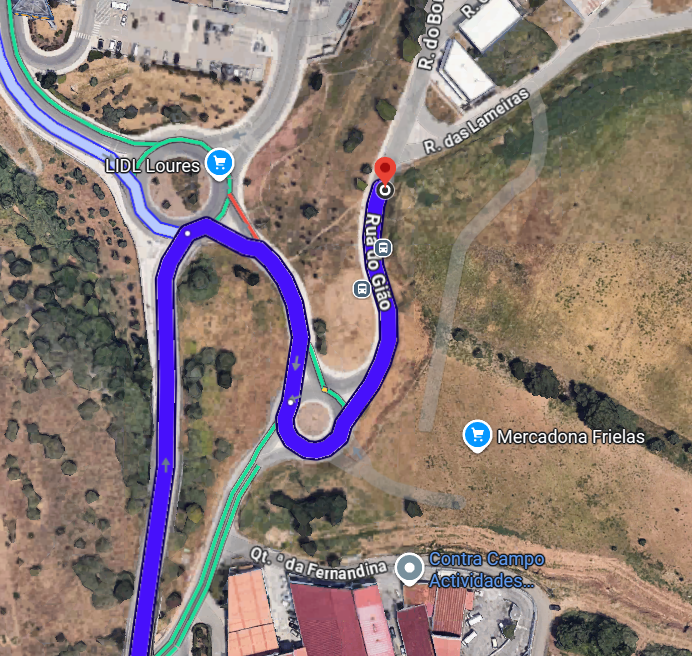 R. do Bo
R.
R. das Lameiras
LIDL Loures
Rua do Gião
Mercadona Frielas
Qt.ª da Fernandina
Contra Campo
Actividades...